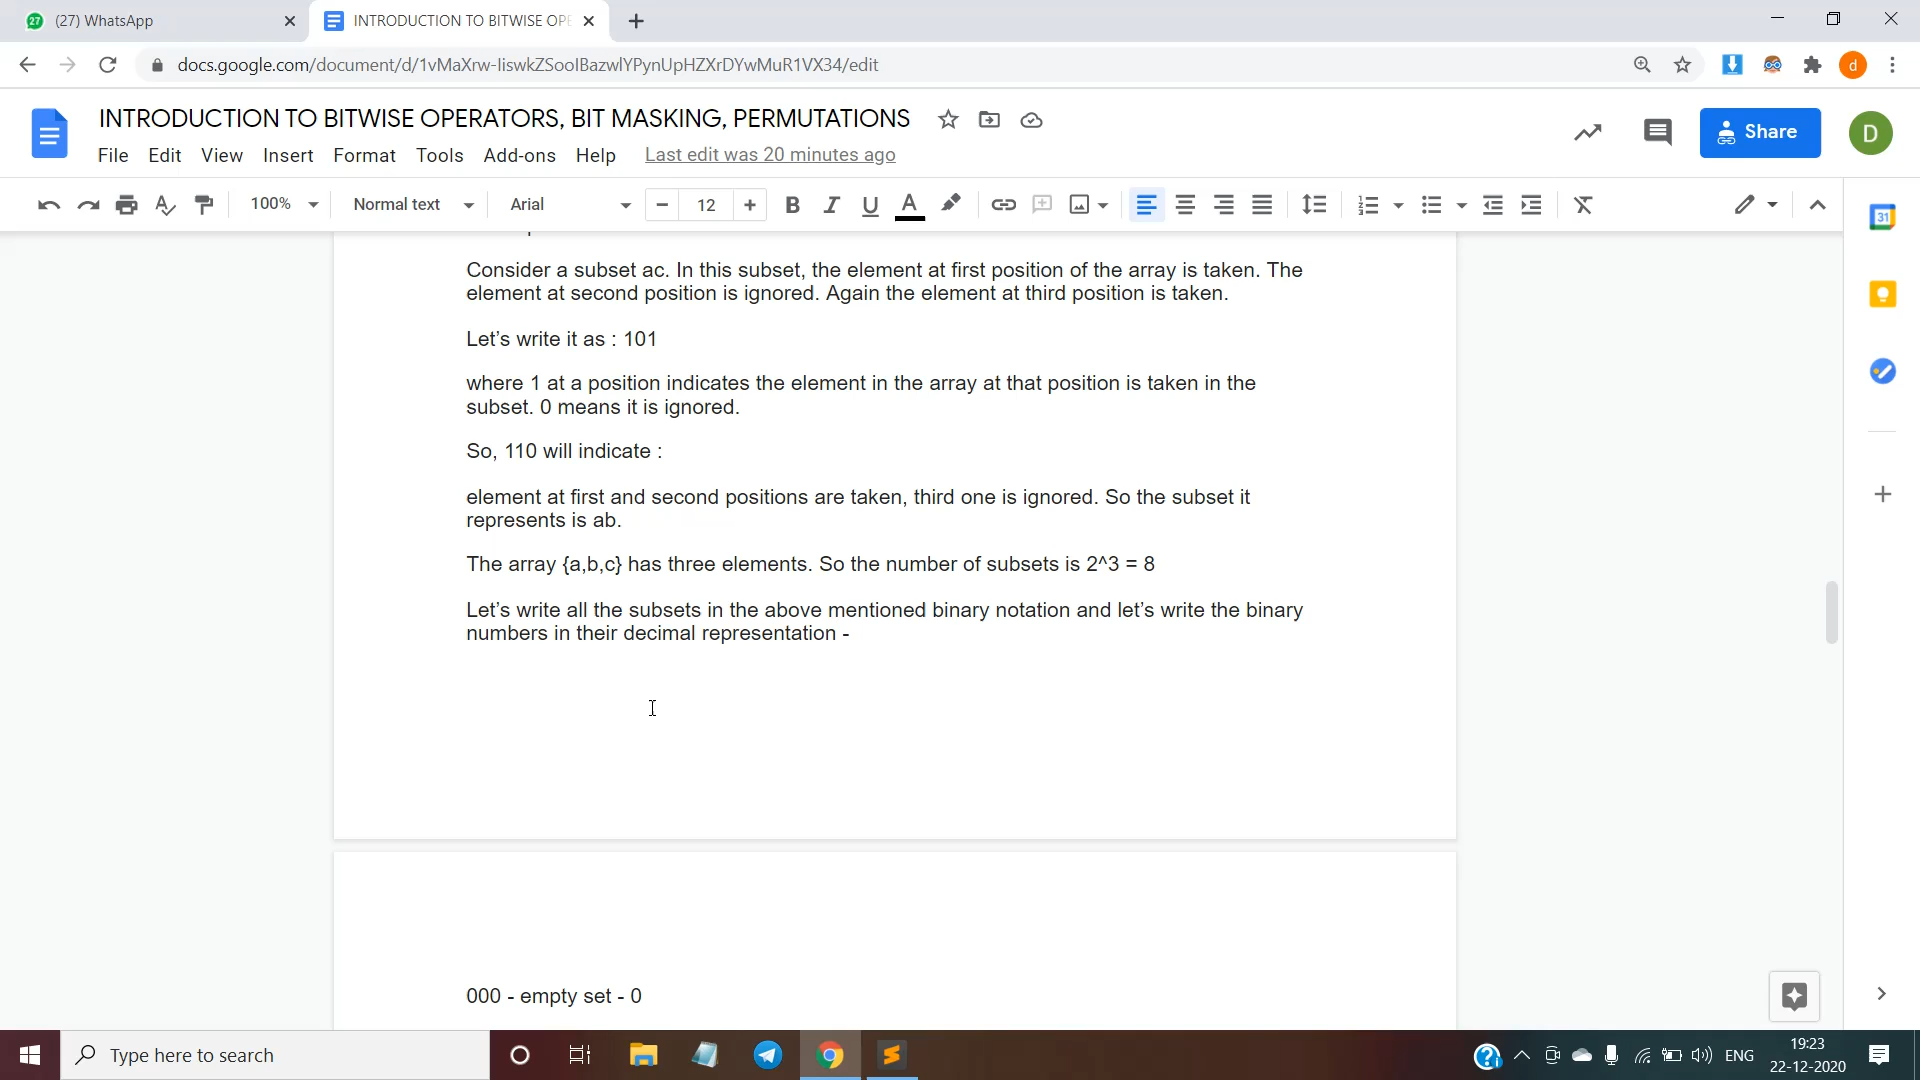 27 (27) WhatsApp
INTRODUCTION TO BITWISE OPE
docs.google.com/document/d/1vMaXrw-IiswkZSoolBazwlYPynUpHZXrDYwMuR1VX34/edit
d
INTRODUCTION TO BITWISE OPERATORS, BIT MASKING, PERMUTATIONS
Share
D
File Edit View Insert Format Tools Add-ons Help Last edit was 20 minutes ago
100% Normal text Arial 12 B I U A
31
Consider a subset ac. In this subset, the element at first position of the array is taken. The
element at second position is ignored. Again the element at third position is taken.
Let's write it as : 101
where 1 at a position indicates the element in the array at that position is taken in the
subset. 0 means it is ignored.
So, 110 will indicate :
element at first and second positions are taken, third one is ignored. So the subset it
represents is ab.
The array {a,b,c} has three elements. So the number of subsets is 2^3 = 8
Let's write all the subsets in the above mentioned binary notation and let's write the binary
numbers in their decimal representation -
000 - empty set - 0
Type here to search
ENG
19:23
22-12-2020